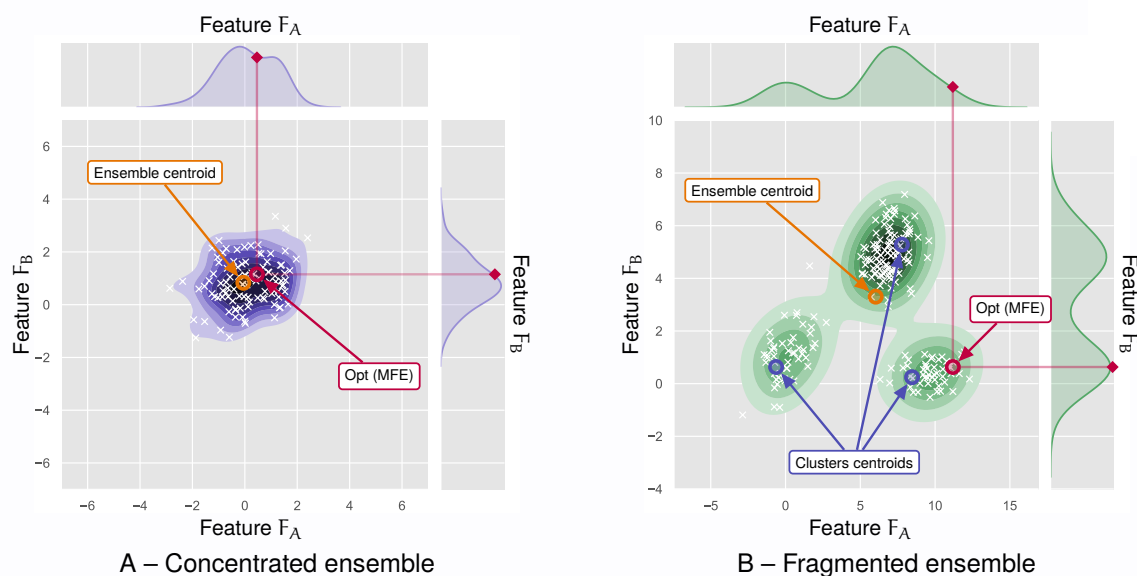 Feature F_A
Feature F_A
6
4
2
0
−2
−4
−6
Feature F_B
Ensemble centroid
Opt (MFE)
Feature F_B
−6
−4
−2
0
2
4
6
Feature F_A
A – Concentrated ensemble
10
8
6
4
2
0
−2
−4
Feature F_B
Ensemble centroid
Opt (MFE)
Clusters centroids
Feature F_B
−5
0
5
10
15
Feature F_A
B – Fragmented ensemble